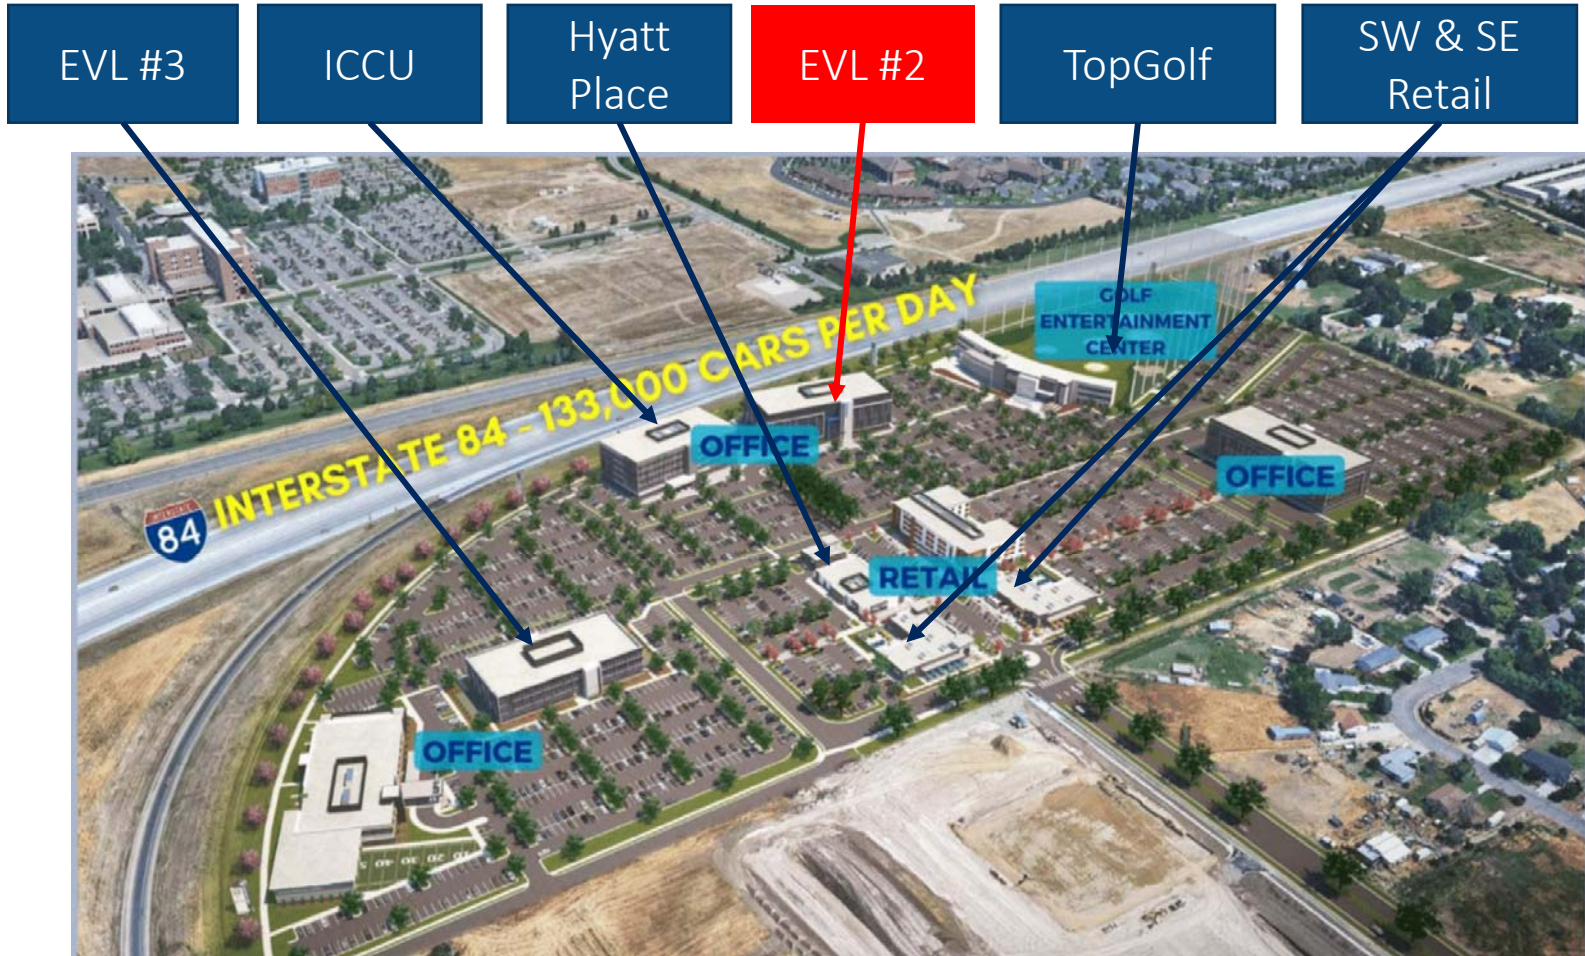 EVL #3
ICCU
Hyatt
Place
EVL #2
TopGolf
SW & SE
Retail
GOLF
ENTERTAINMENT
CENTER
INTERSTATE 84 - 133,000 CARS PER DAY
INTERSTATE
84
OFFICE
OFFICE
RETAIL
OFFICE